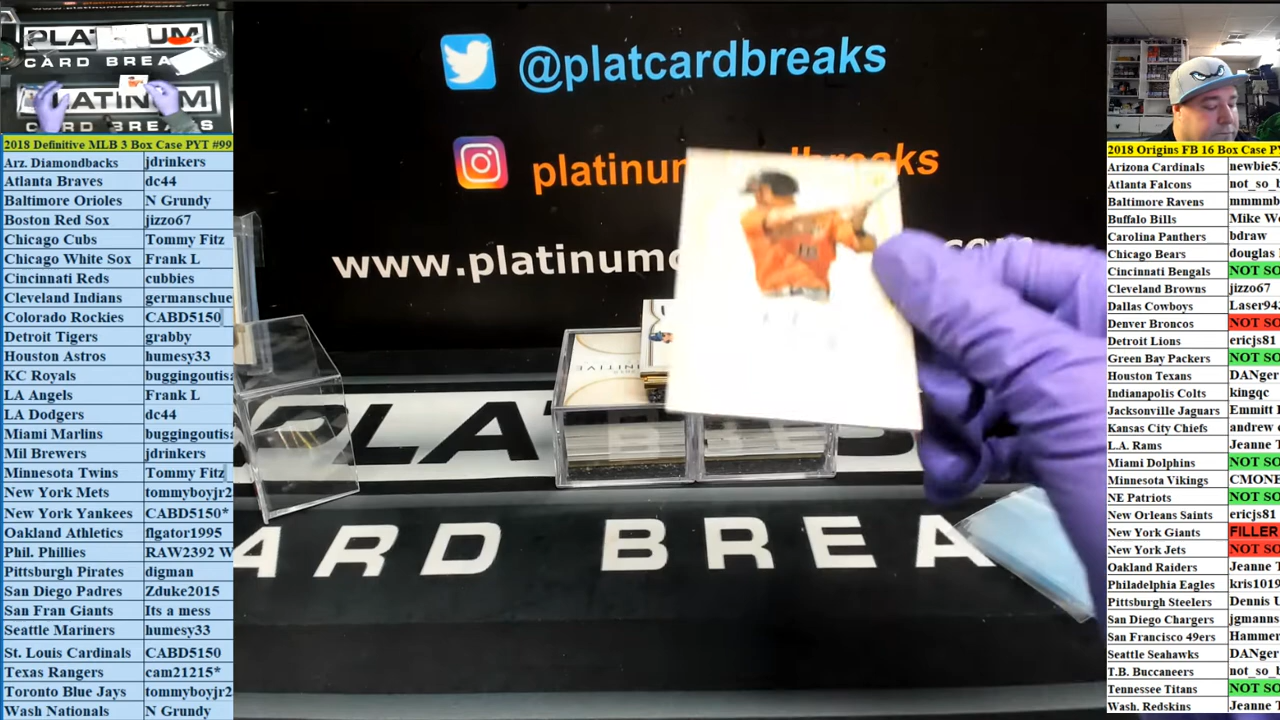 PLATINUM
CARD BREA
LATINUM
CARD BREAKS
@platcardbreaks
platinu
breaks
www.platinumc
com
PLAT
ARD BREA
2018 Definitive MLB 3 Box Case PYT #99
Arz. Diamondbacks jdrinkers
Atlanta Braves dc44
Baltimore Orioles N Grundy
Boston Red Sox jizzo67
Chicago Cubs Tommy Fitz
Chicago White Sox Frank L
Cincinnati Reds cubbies
Cleveland Indians germanschue
Colorado Rockies CABD5150
Detroit Tigers grabby
Houston Astros humesy33
KC Royals buggingoutis
LA Angels Frank L
LA Dodgers dc44
Miami Marlins buggingoutis
Mil Brewers jdrinkers
Minnesota Twins Tommy Fitz
New York Mets tommyboyjr2
New York Yankees CABD5150*
Oakland Athletics flgator1995
Phil. Phillies RAW2392 W
Pittsburgh Pirates digman
San Diego Padres Zduke2015
San Fran Giants Its a mess
Seattle Mariners humesy33
St. Louis Cardinals CABD5150
Texas Rangers cam21215*
Toronto Blue Jays tommyboyjr2
Wash Nationals N Grundy
2018 Origins FB 16 Box Case PY
Arizona Cardinals newbie5
Atlanta Falcons not_so_b
Baltimore Ravens mmmmb
Buffalo Bills Mike W
Carolina Panthers bdraw
Chicago Bears douglas
Cincinnati Bengals NOT SO
Cleveland Browns jizzo67
Dallas Cowboys Laser94
Denver Broncos NOT SO
Detroit Lions ericjs81
Green Bay Packers NOT SO
Houston Texans DANger
Indianapolis Colts kingqc
Jacksonville Jaguars Emmitt
Kansas City Chiefs andrew
L.A. Rams Jeanne T
Miami Dolphins NOT SO
Minnesota Vikings CMONE
NE Patriots NOT SO
New Orleans Saints ericjs81
New York Giants FILLER
New York Jets NOT SO
Oakland Raiders Jeanne T
Philadelphia Eagles kris1019
Pittsburgh Steelers Dennis U
San Diego Chargers jgmanns
San Francisco 49ers Hammer
Seattle Seahawks DANger
T.B. Buccaneers not_so_b
Tennessee Titans NOT SO
Wash. Redskins Jeanne T